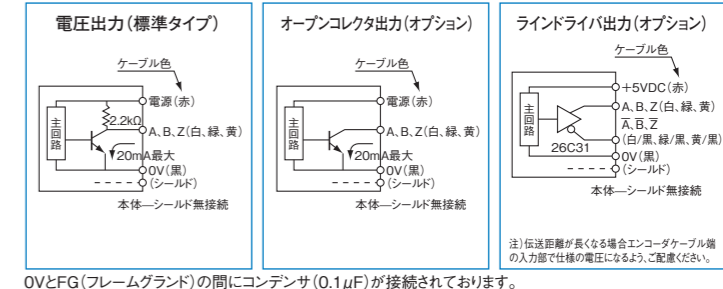 電圧出力(標準タイプ)
ケーブル色
主回路
2.2kΩ
電源(赤)
A、B、Z(白、緑、黄)
20mA最大
0V(黒)
(シールド)
本体―シールド無接続
オープンコレクタ出力(オプション)
ケーブル色
主回路
電源(赤)
A、B、Z(白、緑、黄)
20mA最大
0V(黒)
(シールド)
本体―シールド無接続
ラインドライバ出力(オプション)
ケーブル色
主回路
26C31
+5VDC(赤)
A、B、Z(白、緑、黄)
A̅、B̅、Z̅
(白/黒、緑/黒、黄/黒)
0V(黒)
(シールド)
本体―シールド無接続
注)伝送距離が長くなる場合エンコーダケーブル端
の入力部で仕様の電圧になるよう、ご配慮ください。
0VとFG(フレームグランド)の間にコンデンサ(0.1μF)が接続されております。